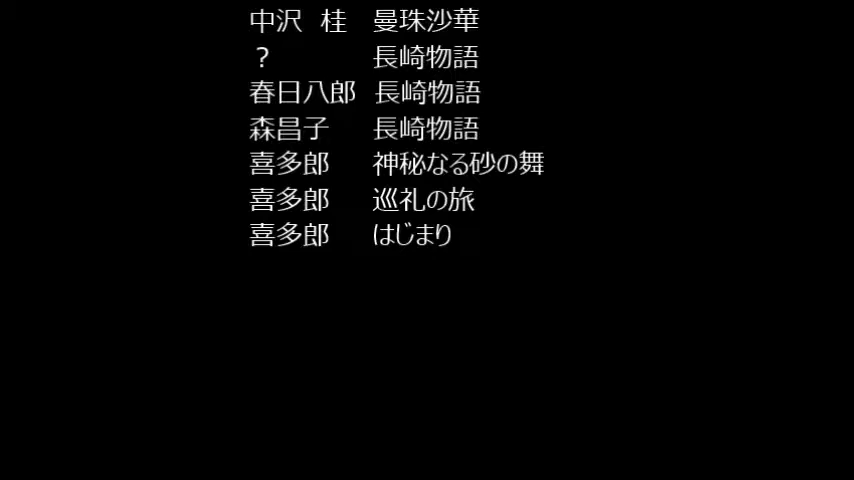 中沢 桂 曼珠沙華
？ 長崎物語
春日八郎 長崎物語
森昌子 長崎物語
喜多郎 神秘なる砂の舞
喜多郎 巡礼の旅
喜多郎 はじまり